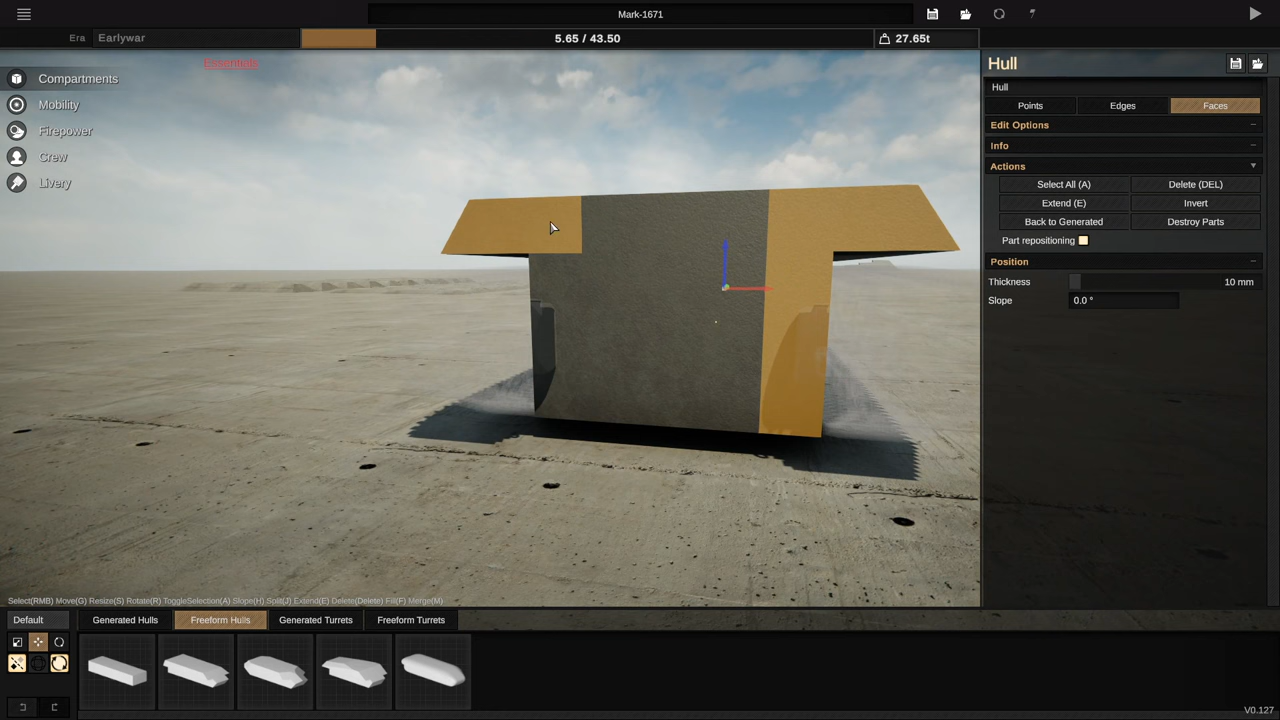 Mark-1671
Era
Earlywar
5.65 / 43.50
27.65t
Essentials
Compartments
Mobility
Firepower
Crew
Livery
Hull
Hull
Points
Edges
Faces
Edit Options
Info
Actions
Select All (A)
Delete (DEL)
Extend (E)
Invert
Back to Generated
Destroy Parts
Part repositioning
Position
Thickness
10 mm
Slope
0.0 °
Select(RMB) Move(G) Resize(S) Rotate(R) ToggleSelection(A) Slope(H) Split(J) Extend(E) Delete(Delete) Fill(F) Merge(M)
Default
Generated Hulls
Freeform Hulls
Generated Turrets
Freeform Turrets
V0.127